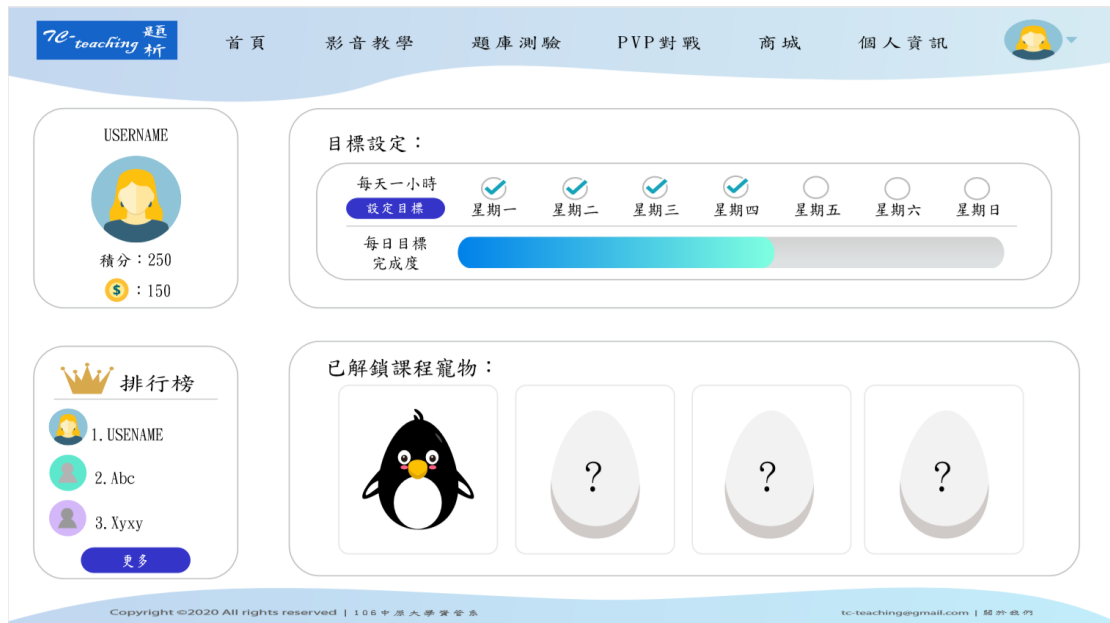 TC-teaching 題析
首頁 影音教學 題庫測驗 PVP對戰 商城 個人資訊
USERNAME
積分：250
$ ：150
目標設定：
每天一小時
設定目標
星期一 星期二 星期三 星期四 星期五 星期六 星期日
每日目標
完成度
排行榜
1. USENAME
2. Abc
3. Xyxy
更多
已解鎖課程寵物：
? ? ?
Copyright ©2020 All rights reserved | 106中原大學資管系
tc-teaching@gmail.com | 關於我們